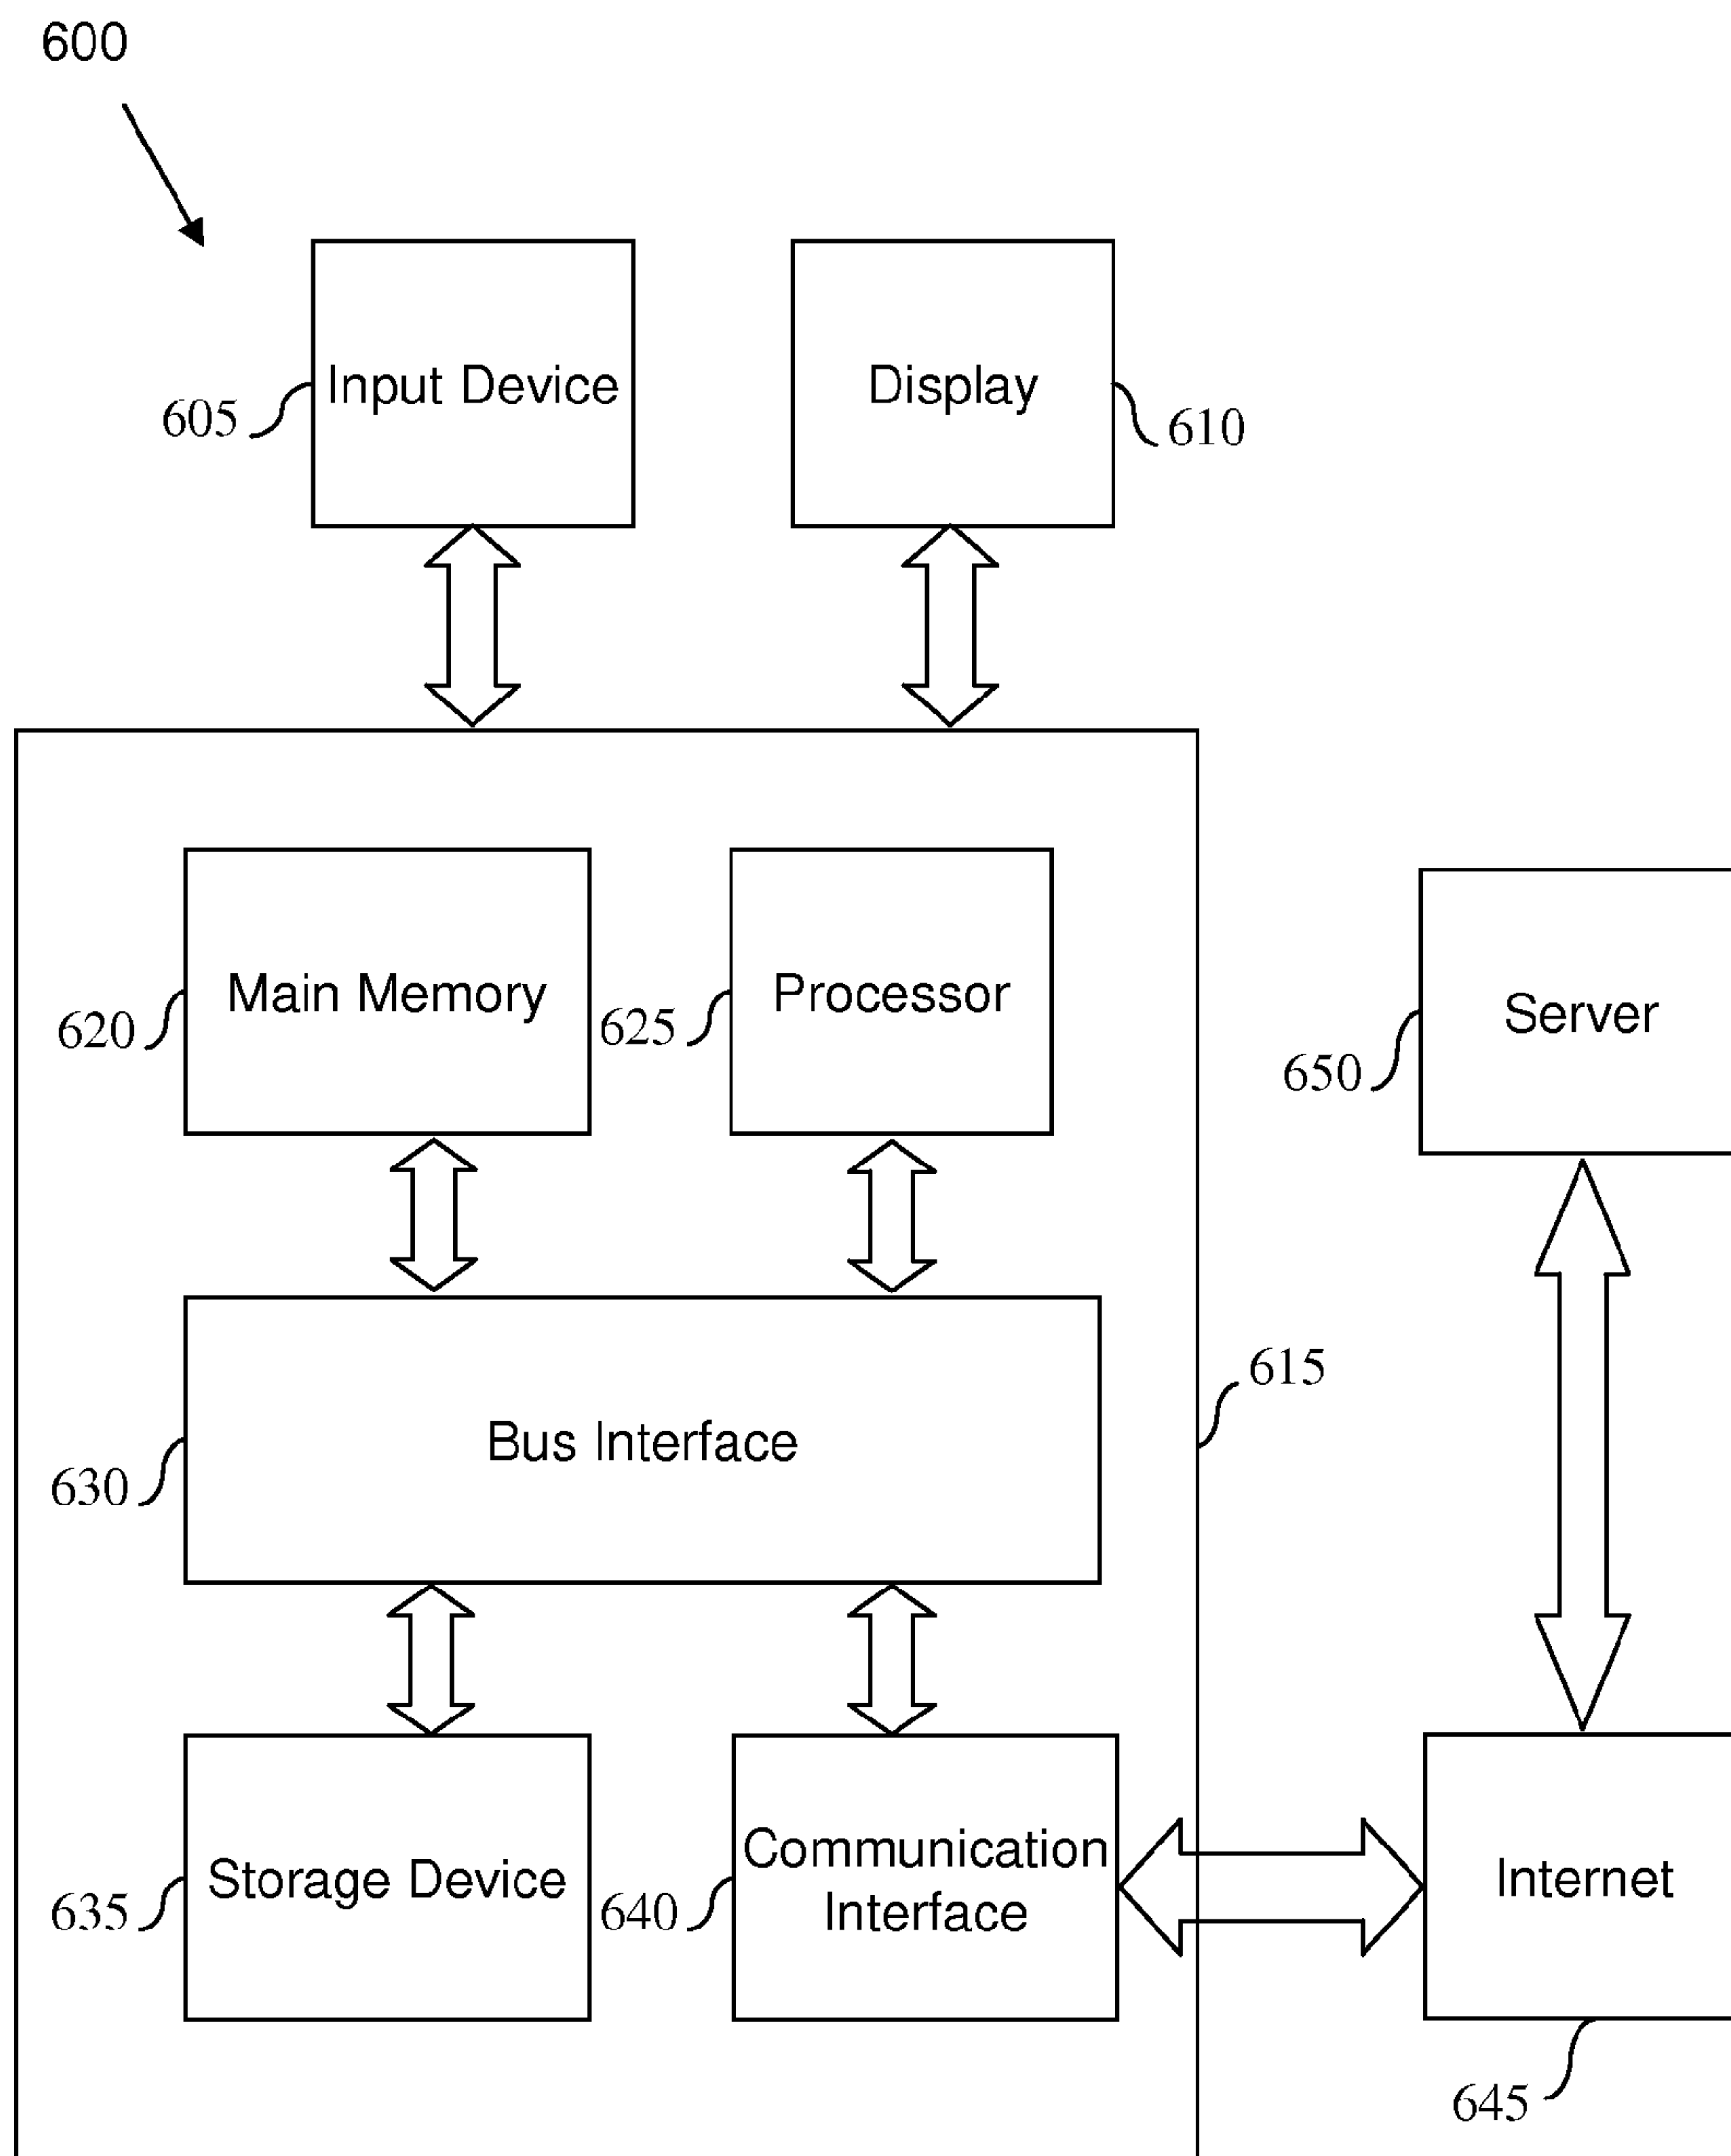 600
Input Device
605
Display
610
Main Memory
620
Processor
625
Server
650
Bus Interface
630
615
Storage Device
635
Communication
Interface
640
Internet
645